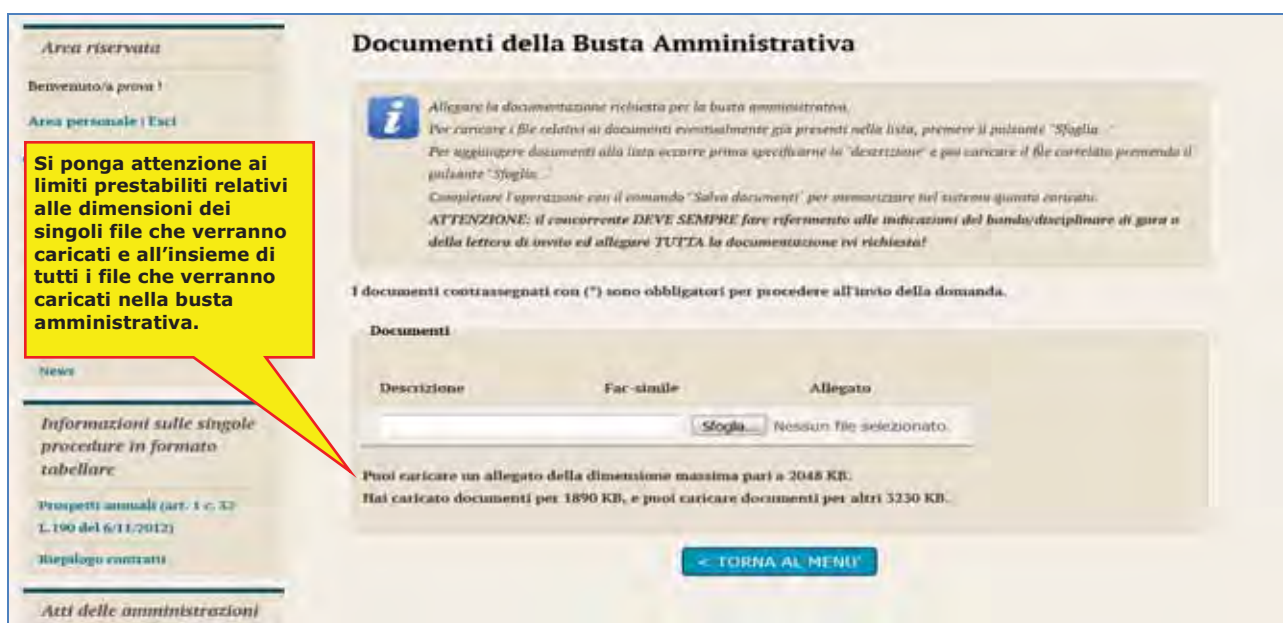 Area riservata
Benvenuto/a prova !
Area personale | Esci
Si ponga attenzione ai
limiti prestabiliti relativi
alle dimensioni dei
singoli file che verranno
caricati e all'insieme di
tutti i file che verranno
caricati nella busta
amministrativa.
News
Informazioni sulle singole
procedure in formato
tabellare
Prospetti annuali (art. 1 c. 32
L.190 del 6/11/2012)
Riepilogo contratti
Atti delle amministrazioni
Documenti della Busta Amministrativa
Allegare la documentazione richiesta per la busta amministrativa.
Per caricare i file relativi ai documenti eventualmente già presenti nella lista, premere il pulsante "Sfoglia..."
Per aggiungere documenti alla lista occorre prima specificarne la "descrizione" e poi caricare il file correlato premendo il
pulsante "Sfoglia..."
Completare l'operazione con il comando "Salva documenti" per memorizzare nel sistema quanto caricato.
ATTENZIONE: il concorrente DEVE SEMPRE fare riferimento alle indicazioni del bando/disciplinare di gara o
della lettera di invito ed allegare TUTTA la documentazione ivi richiesta!
I documenti contrassegnati con (*) sono obbligatori per procedere all'invio della domanda.
Documenti
Descrizione Fac-simile Allegato
Sfoglia... Nessun file selezionato.
Puoi caricare un allegato della dimensione massima pari a 2048 KB.
Hai caricato documenti per 1890 KB, e puoi caricare documenti per altri 3230 KB.
< TORNA AL MENU'